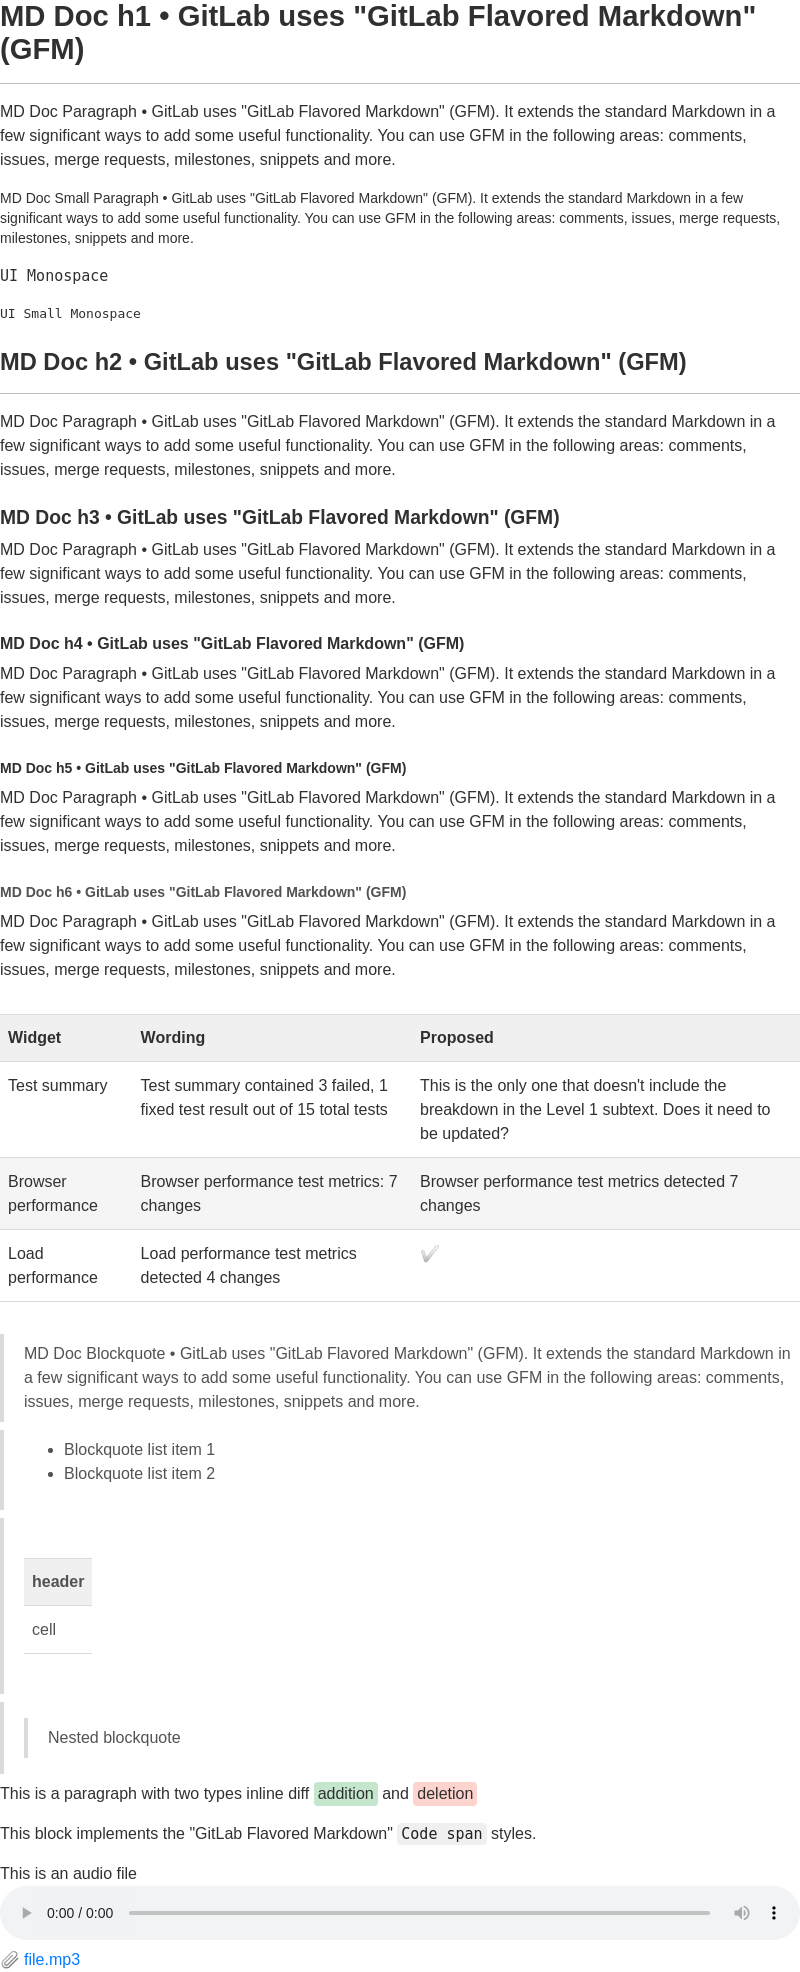 MD Doc h1 • GitLab uses "GitLab Flavored Markdown"
(GFM)
MD Doc Paragraph • GitLab uses "GitLab Flavored Markdown" (GFM). It extends the standard Markdown in a
few significant ways to add some useful functionality. You can use GFM in the following areas: comments,
issues, merge requests, milestones, snippets and more.
MD Doc Small Paragraph • GitLab uses "GitLab Flavored Markdown" (GFM). It extends the standard Markdown in a few
significant ways to add some useful functionality. You can use GFM in the following areas: comments, issues, merge requests,
milestones, snippets and more.
UI Monospace
UI Small Monospace
MD Doc h2 • GitLab uses "GitLab Flavored Markdown" (GFM)
MD Doc Paragraph • GitLab uses "GitLab Flavored Markdown" (GFM). It extends the standard Markdown in a
few significant ways to add some useful functionality. You can use GFM in the following areas: comments,
issues, merge requests, milestones, snippets and more.
MD Doc h3 • GitLab uses "GitLab Flavored Markdown" (GFM)
MD Doc Paragraph • GitLab uses "GitLab Flavored Markdown" (GFM). It extends the standard Markdown in a
few significant ways to add some useful functionality. You can use GFM in the following areas: comments,
issues, merge requests, milestones, snippets and more.
MD Doc h4 • GitLab uses "GitLab Flavored Markdown" (GFM)
MD Doc Paragraph • GitLab uses "GitLab Flavored Markdown" (GFM). It extends the standard Markdown in a
few significant ways to add some useful functionality. You can use GFM in the following areas: comments,
issues, merge requests, milestones, snippets and more.
MD Doc h5 • GitLab uses "GitLab Flavored Markdown" (GFM)
MD Doc Paragraph • GitLab uses "GitLab Flavored Markdown" (GFM). It extends the standard Markdown in a
few significant ways to add some useful functionality. You can use GFM in the following areas: comments,
issues, merge requests, milestones, snippets and more.
MD Doc h6 • GitLab uses "GitLab Flavored Markdown" (GFM)
MD Doc Paragraph • GitLab uses "GitLab Flavored Markdown" (GFM). It extends the standard Markdown in a
few significant ways to add some useful functionality. You can use GFM in the following areas: comments,
issues, merge requests, milestones, snippets and more.
Widget Wording Proposed
Test summary Test summary contained 3 failed, 1 This is the only one that doesn't include the
fixed test result out of 15 total tests breakdown in the Level 1 subtext. Does it need to
be updated?
Browser Browser performance test metrics: 7 Browser performance test metrics detected 7
performance changes changes
Load Load performance test metrics ✔
performance detected 4 changes
MD Doc Blockquote • GitLab uses "GitLab Flavored Markdown" (GFM). It extends the standard Markdown in
a few significant ways to add some useful functionality. You can use GFM in the following areas: comments,
issues, merge requests, milestones, snippets and more.
• Blockquote list item 1
• Blockquote list item 2
header
cell
Nested blockquote
This is a paragraph with two types inline diff addition and deletion
This block implements the "GitLab Flavored Markdown" Code span styles.
This is an audio file
0:00 / 0:00
file.mp3